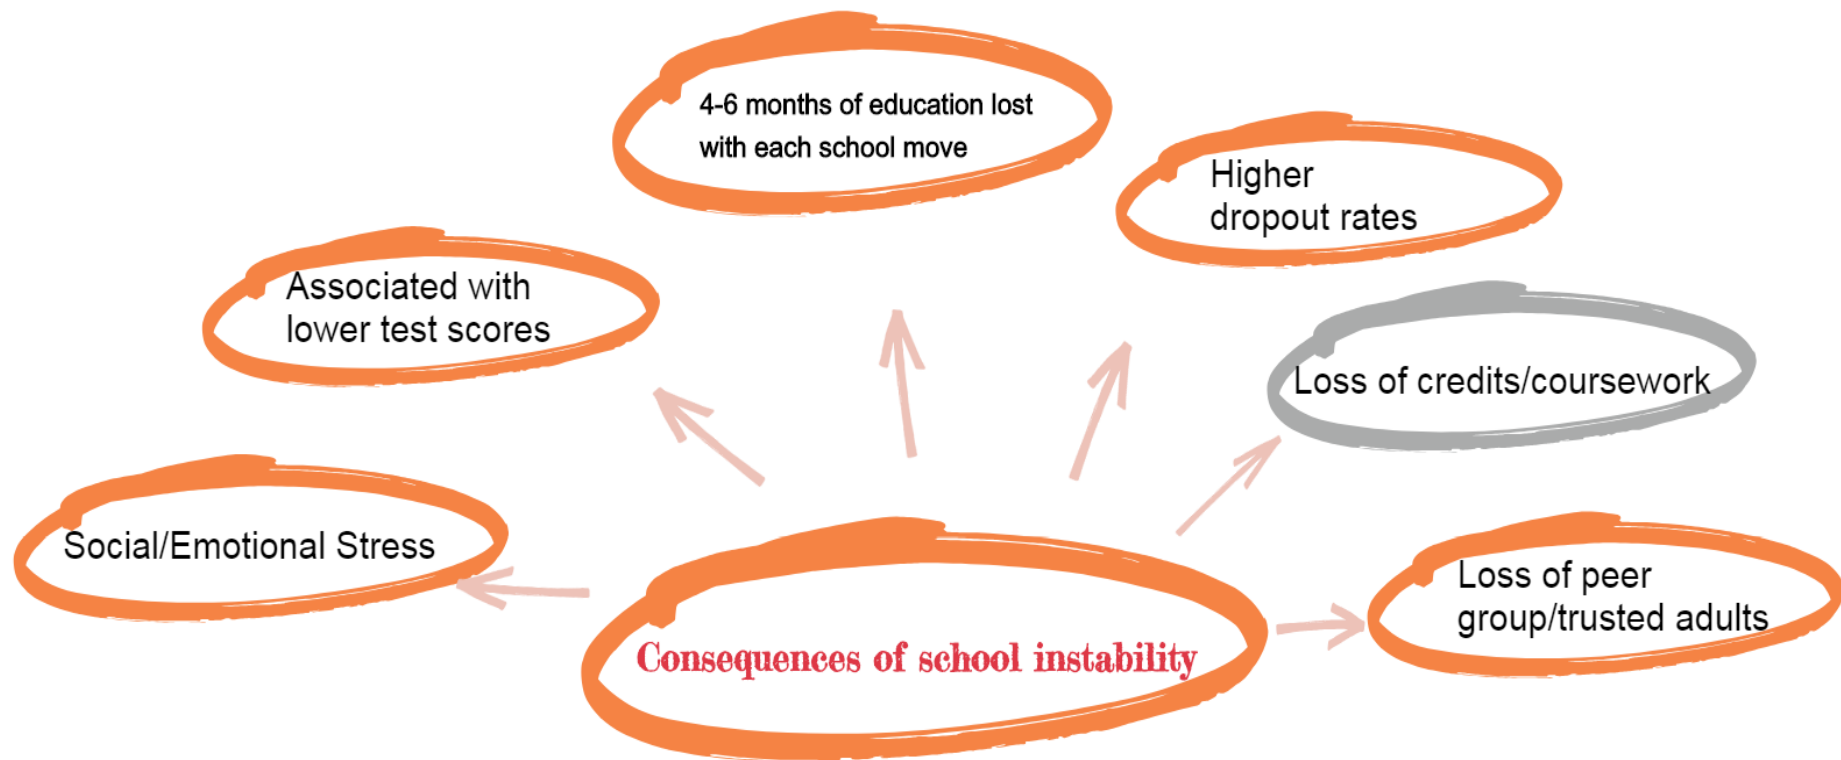 4-6 months of education lost
with each school move
Higher
dropout rates
Associated with
lower test scores
Loss of credits/coursework
Social/Emotional Stress
Loss of peer
group/trusted adults
Consequences of school instability